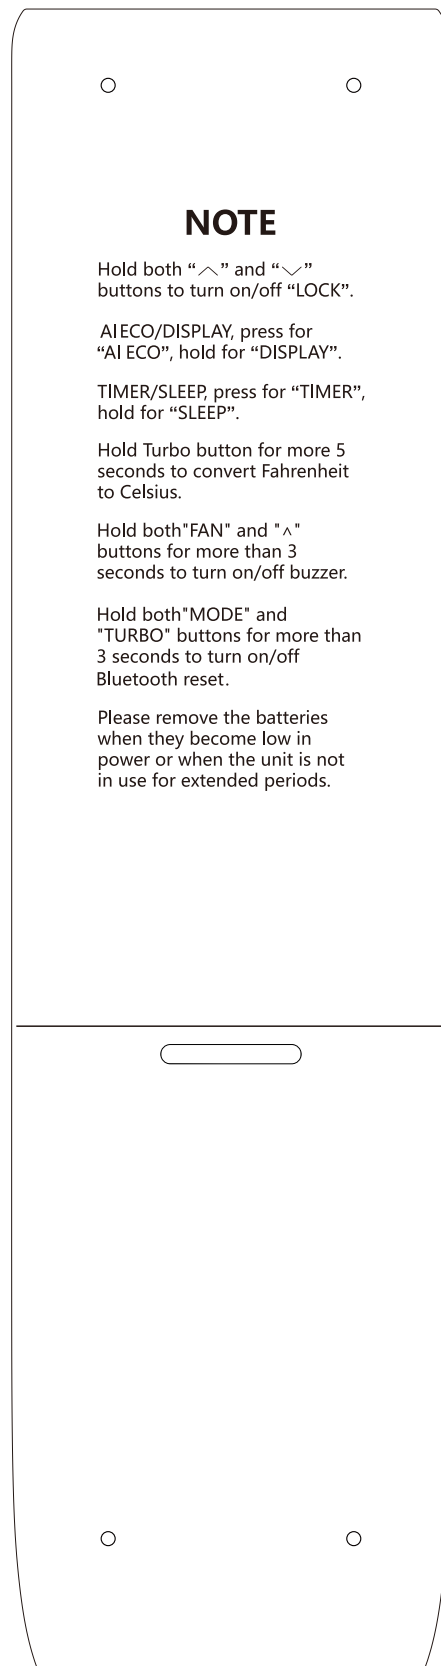 NOTE
Hold both “︿” and “﹀”
buttons to turn on/off “LOCK”.
AI ECO/DISPLAY, press for
“AI ECO”, hold for “DISPLAY”.
TIMER/SLEEP, press for “TIMER”,
hold for “SLEEP”.
Hold Turbo button for more 5
seconds to convert Fahrenheit
to Celsius.
Hold both"FAN" and "^"
buttons for more than 3
seconds to turn on/off buzzer.
Hold both"MODE" and
"TURBO" buttons for more than
3 seconds to turn on/off
Bluetooth reset.
Please remove the batteries
when they become low in
power or when the unit is not
in use for extended periods.